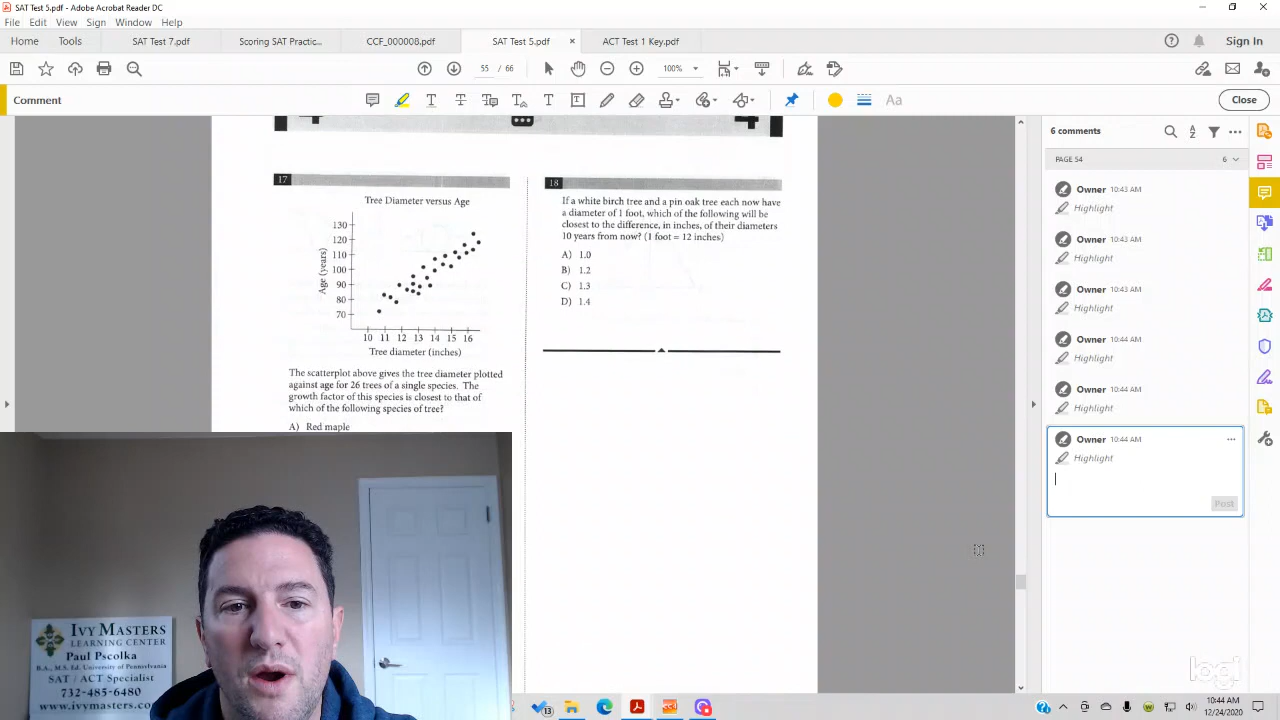 SAT Test 5.pdf - Adobe Acrobat Reader DC
File Edit View Sign Window Help
Home Tools SAT Test 7.pdf Scoring SAT Practic... CCF_000008.pdf SAT Test 5.pdf × ACT Test 1 Key.pdf Sign In
55 / 66 100%
Comment Aa Close
17
Tree Diameter versus Age
130
120
110
100
90
80
70
Age (years)
10 11 12 13 14 15 16
Tree diameter (inches)
The scatterplot above gives the tree diameter plotted
against age for 26 trees of a single species. The
growth factor of this species is closest to that of
which of the following species of tree?
A) Red maple
18
If a white birch tree and a pin oak tree each now have
a diameter of 1 foot, which of the following will be
closest to the difference, in inches, of their diameters
10 years from now? (1 foot = 12 inches)
A) 1.0
B) 1.2
C) 1.3
D) 1.4
6 comments
PAGE 54 6
Owner 10:43 AM
Highlight
Owner 10:43 AM
Highlight
Owner 10:43 AM
Highlight
Owner 10:44 AM
Highlight
Owner 10:44 AM
Highlight
Owner 10:44 AM
Highlight
Post
IVY MASTERS
LEARNING CENTER
Paul Pscolka
B.A., M.S. Ed. University of Pennsylvania
SAT / ACT Specialist
732-485-6480
logi
13
10:44 AM
12/24/2020